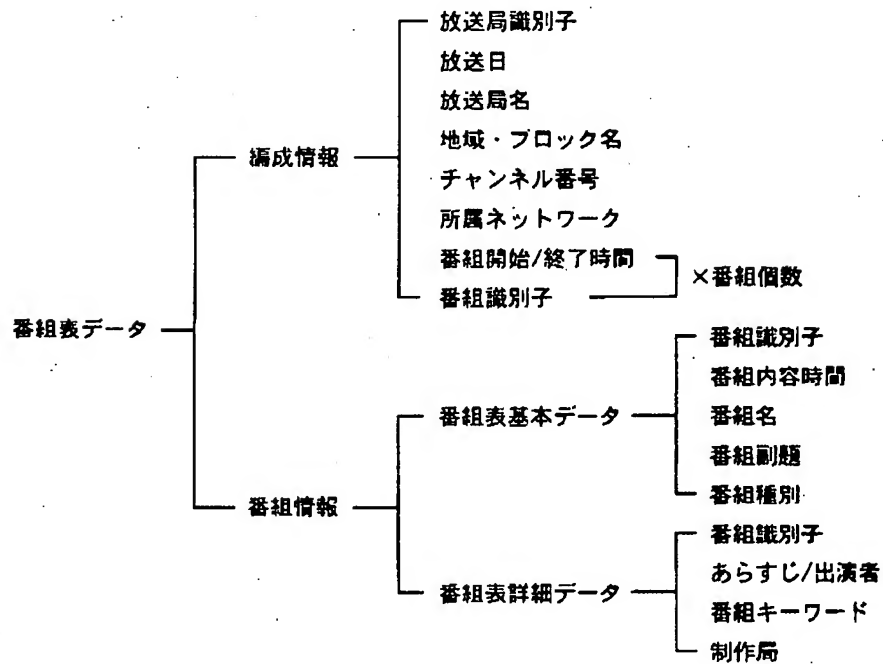 放送局識別子
放送日
放送局名
地域・ブロック名
編成情報
チャンネル番号
所属ネットワーク
番組開始/終了時間
×番組個数
番組識別子
番組表データ
番組識別子
番組内容時間
番組表基本データ
番組名
番組副題
番組種別
番組情報
番組識別子
あらすじ/出演者
番組表詳細データ
番組キーワード
制作局